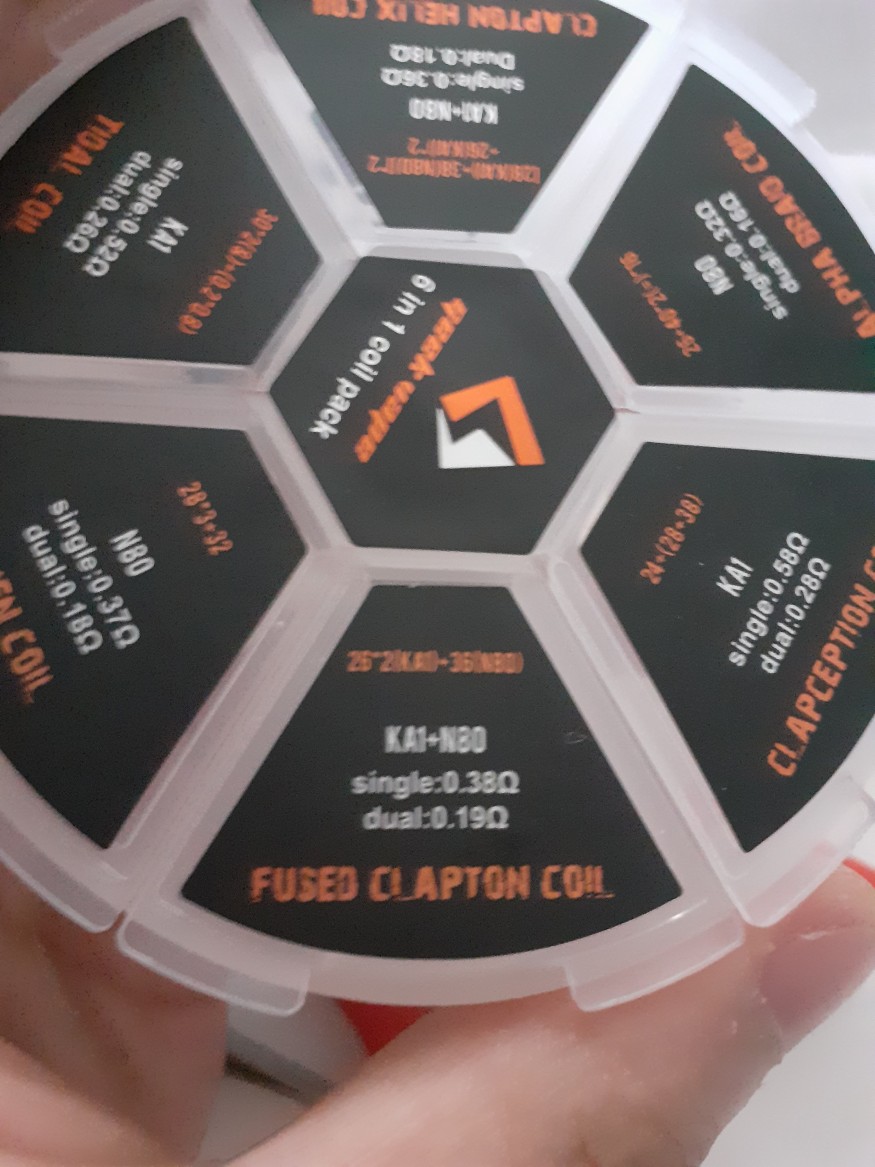 geek vape
6 in 1 coil pack
CLAPTON HELIX COIL
Dual:0.18Ω
single:0.36Ω
KA1+N80
ALPHA BRAID COIL
dual:0.16Ω
single:0.32Ω
N80
24+(28+38)
KA1
single:0.58Ω
dual:0.28Ω
CLAPCEPTION
26*2(KA1)+36(N80)
KA1+N80
single:0.38Ω
dual:0.19Ω
FUSED CLAPTON COIL
28*3+32
N80
single:0.37Ω
dual:0.18Ω
COIL
TIDAL COIL
dual:0.26Ω
single:0.52Ω
KA1